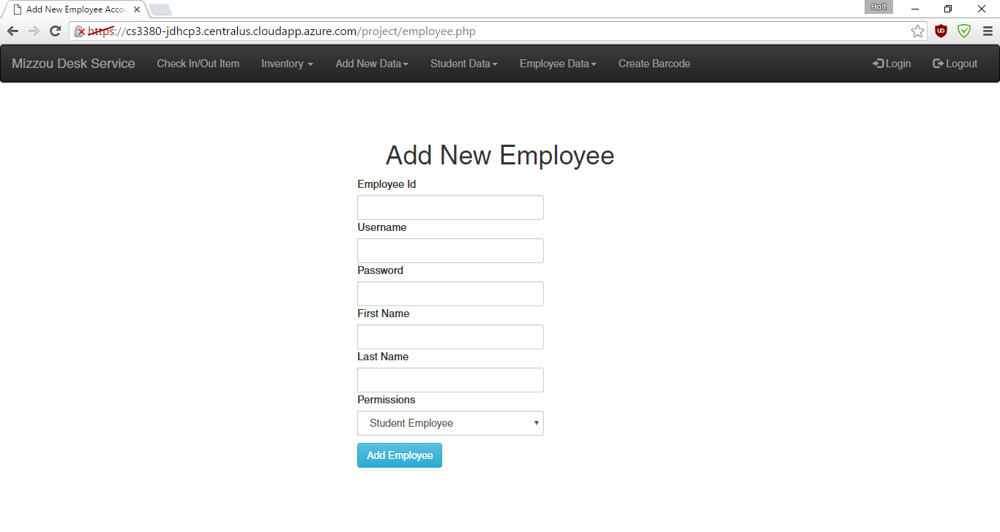 Add New Employee Acco
Holt
https://cs3380-jdhcp3.centralus.cloudapp.azure.com/project/employee.php
Mizzou Desk Service Check In/Out Item Inventory Add New Data Student Data Employee Data Create Barcode Login Logout
Add New Employee
Employee Id
Username
Password
First Name
Last Name
Permissions
Student Employee
Add Employee